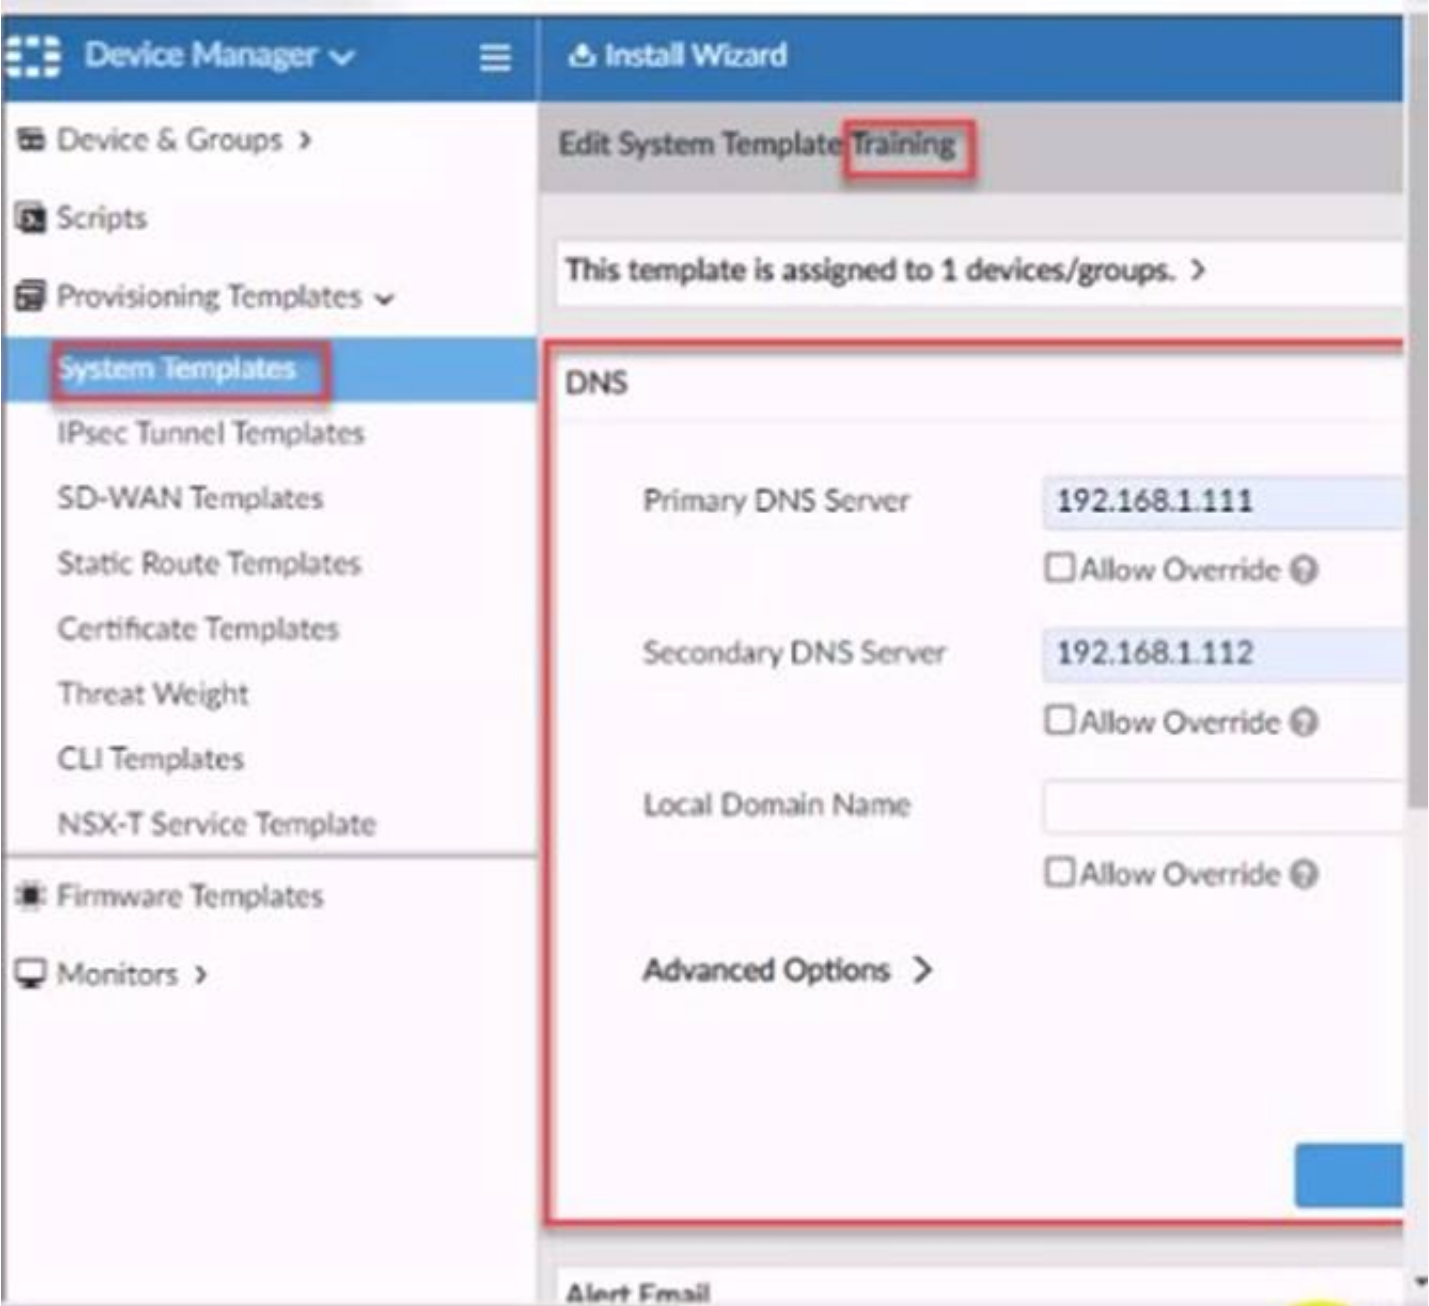 Device Manager
Install Wizard
Device & Groups
Scripts
Provisioning Templates
System Templates
IPsec Tunnel Templates
SD-WAN Templates
Static Route Templates
Certificate Templates
Threat Weight
CLI Templates
NSX-T Service Template
Firmware Templates
Monitors
Edit System Template Training
This template is assigned to 1 devices/groups. >
DNS
Primary DNS Server 192.168.1.111
Allow Override
Secondary DNS Server 192.168.1.112
Allow Override
Local Domain Name
Allow Override
Advanced Options >
Alert Email